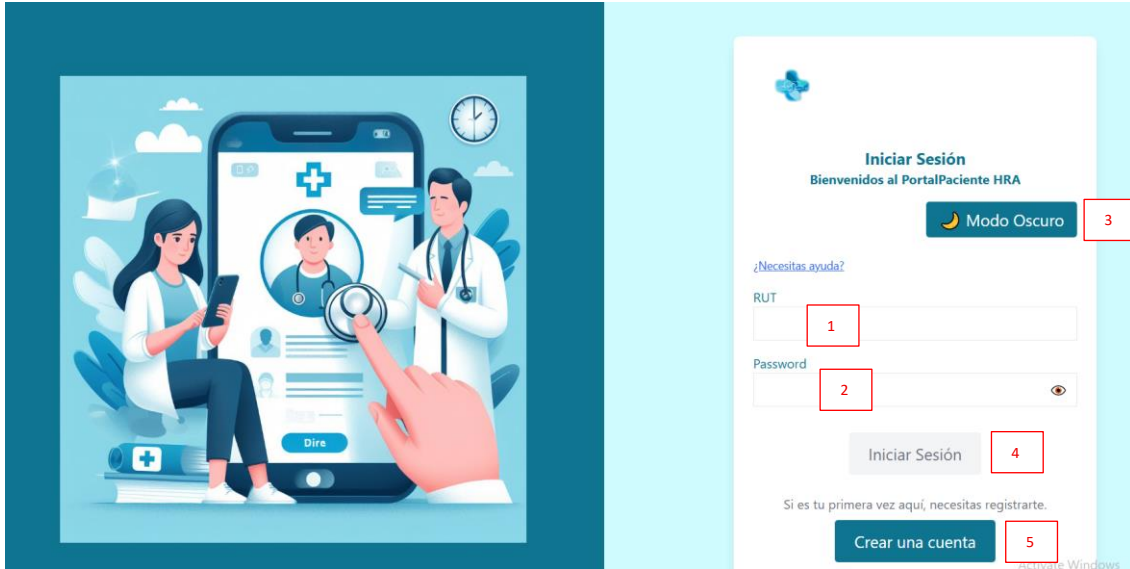 Dire
Iniciar Sesión
Bienvenidos al PortalPaciente HRA
🌙 Modo Oscuro
3
¿Necesitas ayuda?
RUT
1
Password
2
Iniciar Sesión
4
Si es tu primera vez aquí, necesitas registrarte.
Crear una cuenta
5
Activate Windows